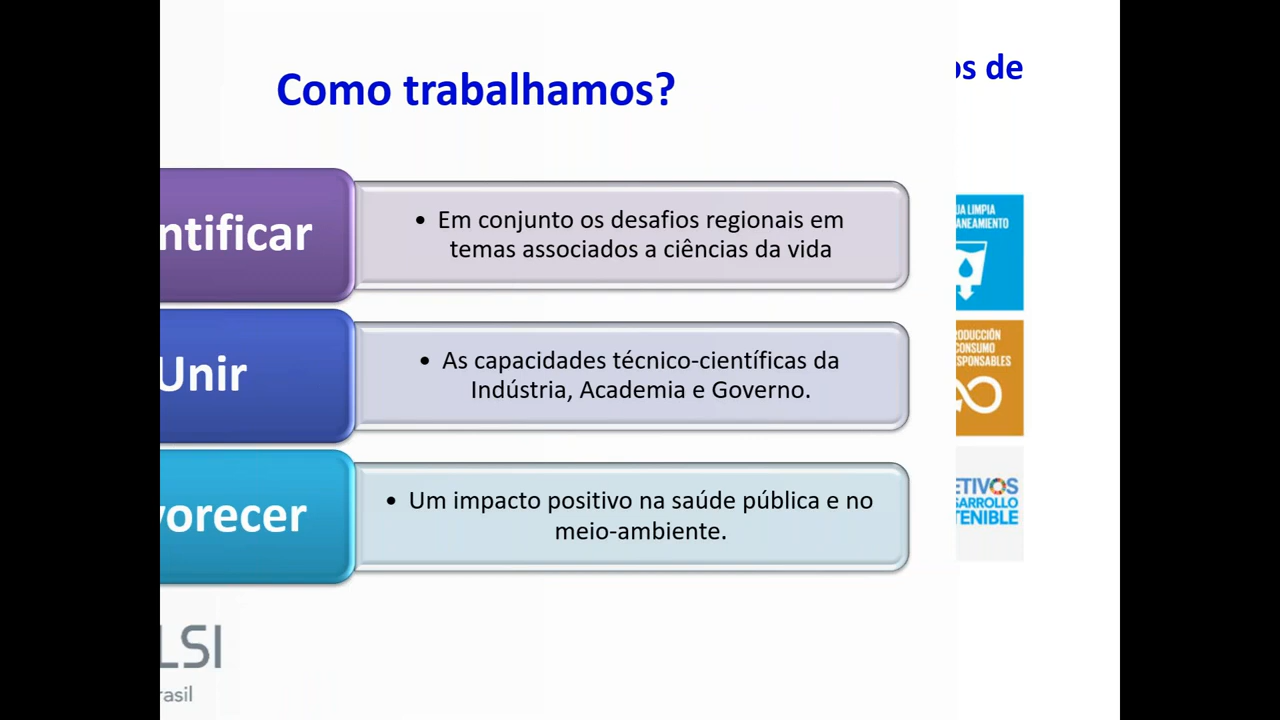 Como trabalhamos?
os de
ntificar
• Em conjunto os desafios regionais em
temas associados a ciências da vida
Unir
• As capacidades técnico-científicas da
Indústria, Academia e Governo.
vorecer
• Um impacto positivo na saúde pública e no
meio-ambiente.
UA LIMPIA
ANEAMIENTO
RODUCCIÓN
CONSUMO
ESPONSABLES
ETIVOS
SARROLLO
TENIBLE
LSI
rasil